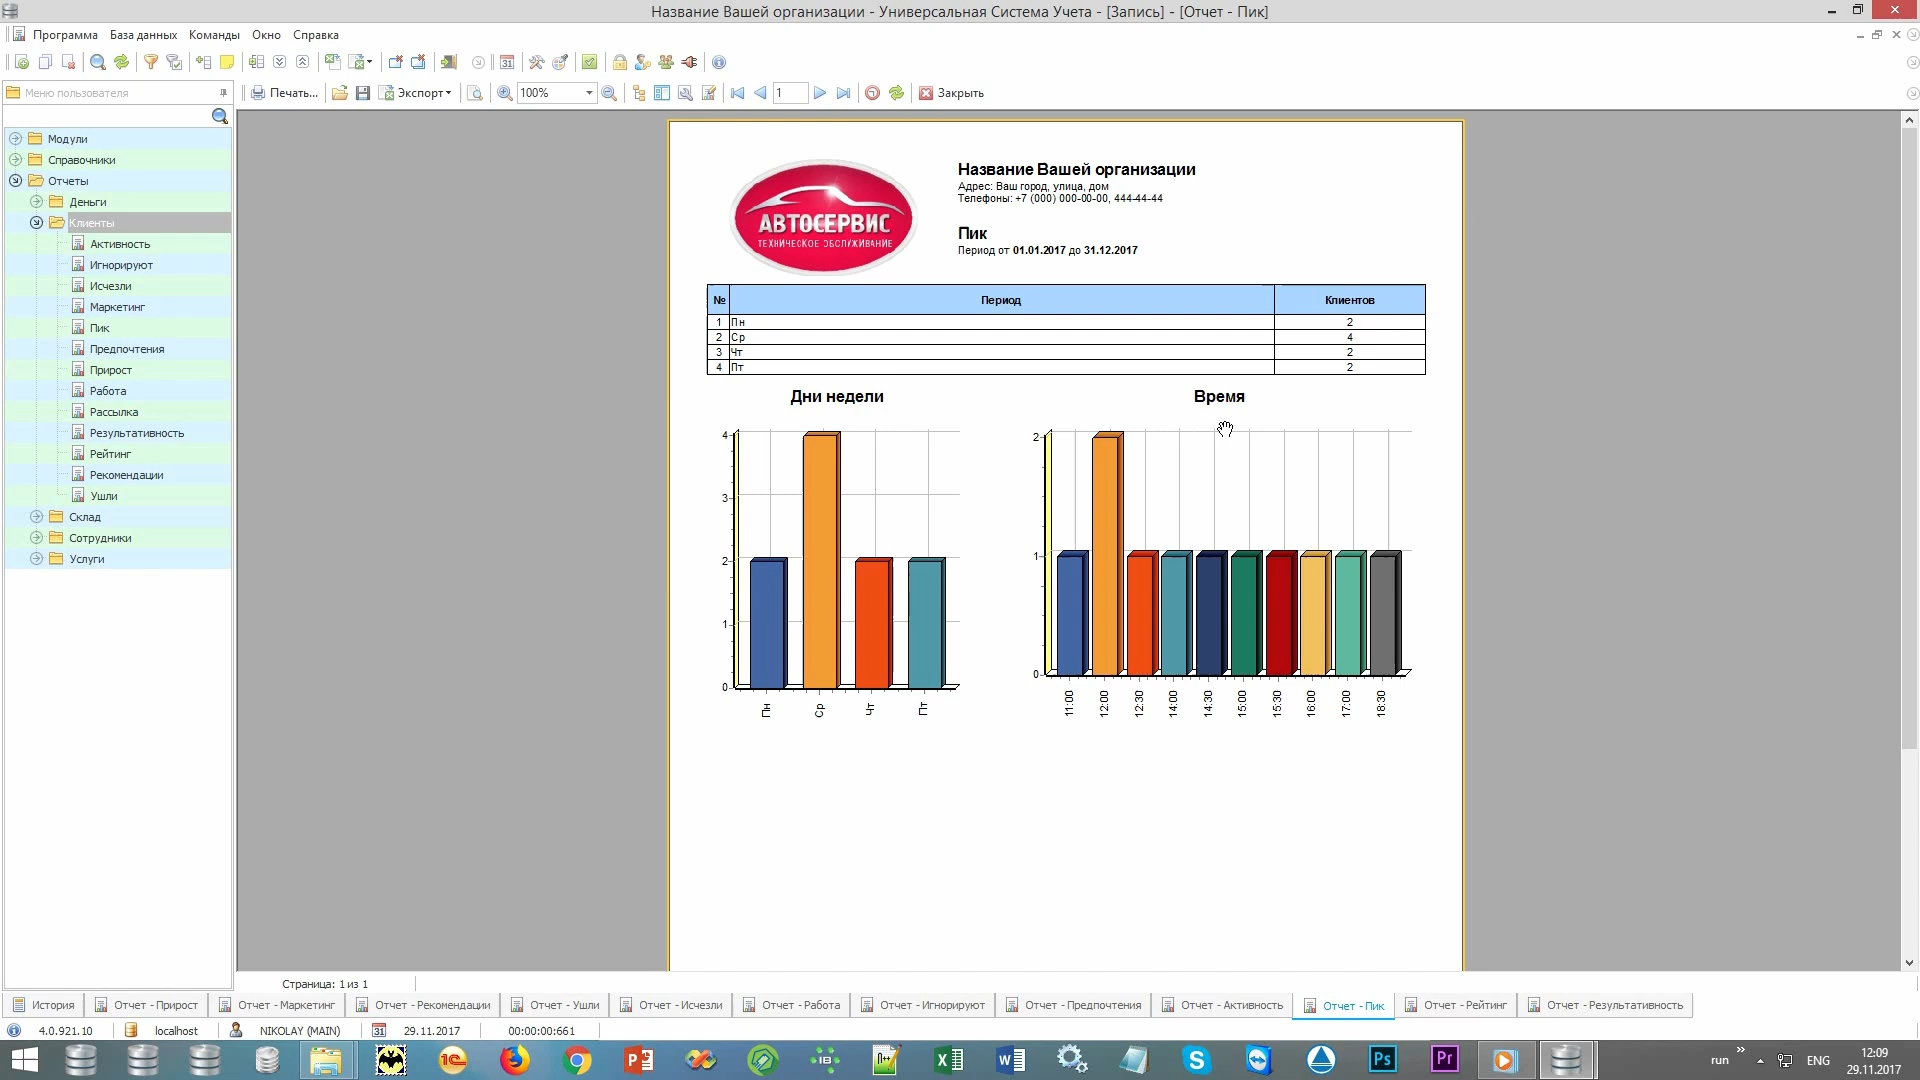 Название Вашей организации - Универсальная Система Учета - [Запись] - [Отчет - Пик]
Программа База данных Команды Окно Справка
Меню пользователя
Печать... Экспорт 100% 1 Закрыть
Модули
Справочники
Отчеты
Деньги
Клиенты
Активность
Игнорируют
Исчезли
Маркетинг
Пик
Предпочтения
Прирост
Работа
Рассылка
Результативность
Рейтинг
Рекомендации
Ушли
Склад
Сотрудники
Услуги
АВТОСЕРВИС
ТЕХНИЧЕСКОЕ ОБСЛУЖИВАНИЕ
Название Вашей организации
Адрес: Ваш город, улица, дом
Телефоны: +7 (000) 000-00-00, 444-44-44
Пик
Период от 01.01.2017 до 31.12.2017
№ Период Клиентов
1 Пн 2
2 Ср 4
3 Чт 2
4 Пт 2
Дни недели
4
3
2
1
0
Пн Ср Чт Пт
Время
2
1
0
11:00 12:00 12:30 14:00 14:30 15:00 15:30 16:00 17:00 18:30
Страница: 1 из 1
История Отчет - Прирост Отчет - Маркетинг Отчет - Рекомендации Отчет - Ушли Отчет - Исчезли Отчет - Работа Отчет - Игнорируют Отчет - Предпочтения Отчет - Активность Отчет - Пик Отчет - Рейтинг Отчет - Результативность
4.0.921.10 localhost NIKOLAY (MAIN) 31 29.11.2017 00:00:00:661
run ENG 12:09
29.11.2017